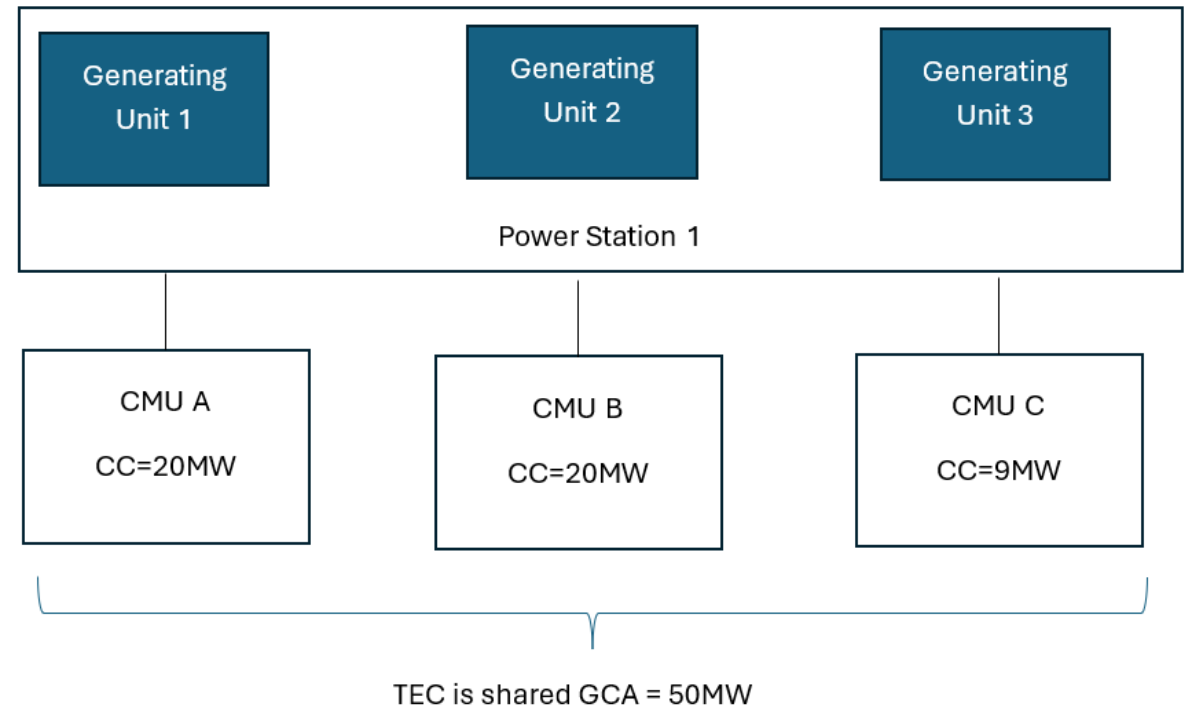 Generating
Unit 1
Generating
Unit 2
Generating
Unit 3
Power Station 1
CMU A
CC=20MW
CMU B
CC=20MW
CMU C
CC=9MW
TEC is shared GCA = 50MW